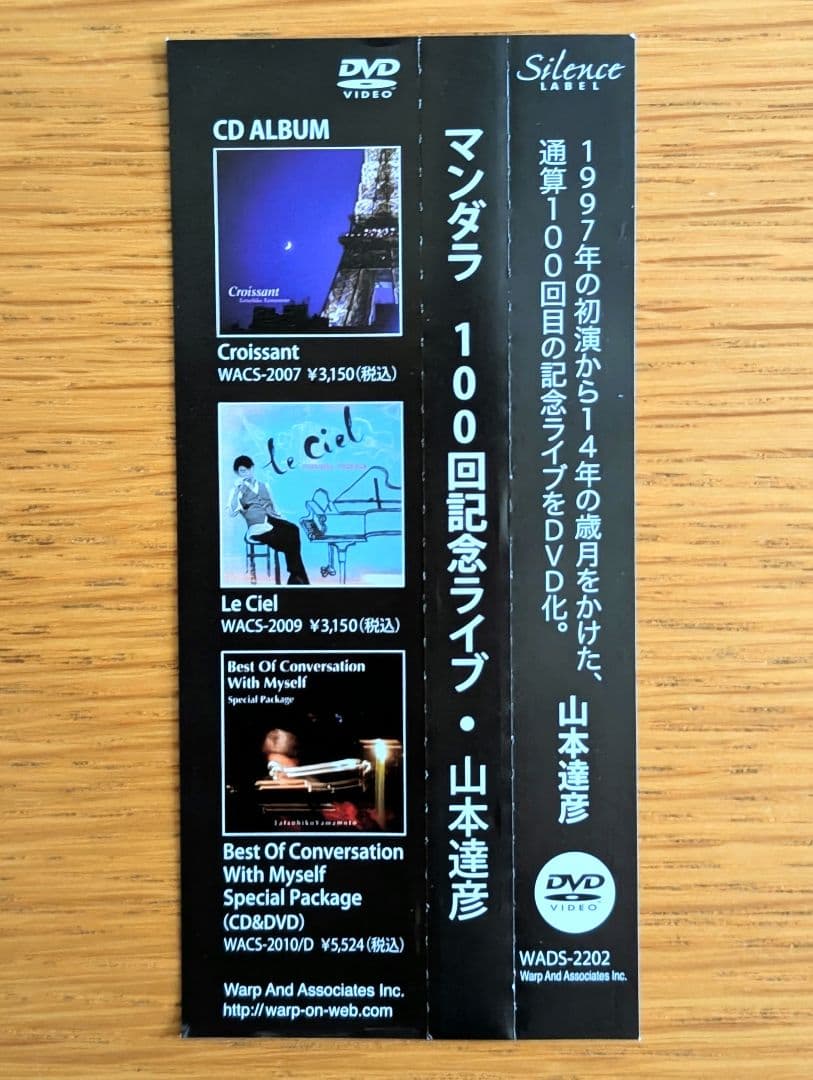 DVD
VIDEO
CD ALBUM
Croissant
Tatsuhiko Yamamoto
Croissant
WACS-2007 ¥3,150(税込)
Le Ciel
Le Ciel
WACS-2009 ¥3,150(税込)
Best Of Conversation
With Myself
Special Package
Tatsuhiko Yamamoto
Best Of Conversation
With Myself
Special Package
(CD&DVD)
WACS-2010/D ¥5,524(税込)
Warp And Associates Inc.
http://warp-on-web.com
マンダラ 100回記念ライブ・山本達彦
Silence
LABEL
1997年の初演から14年の歳月をかけた、
通算100回目の記念ライブをDVD化。
山本達彦
DVD
VIDEO
WADS-2202
Warp And Associates Inc.